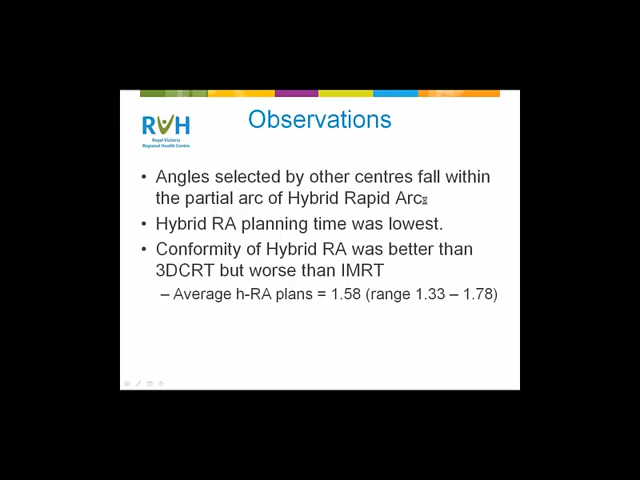 RVH
Royal Victoria
Regional Health Centre
Observations
• Angles selected by other centres fall within
the partial arc of Hybrid Rapid Arc
• Hybrid RA planning time was lowest.
• Conformity of Hybrid RA was better than
3DCRT but worse than IMRT
– Average h-RA plans = 1.58 (range 1.33 – 1.78)